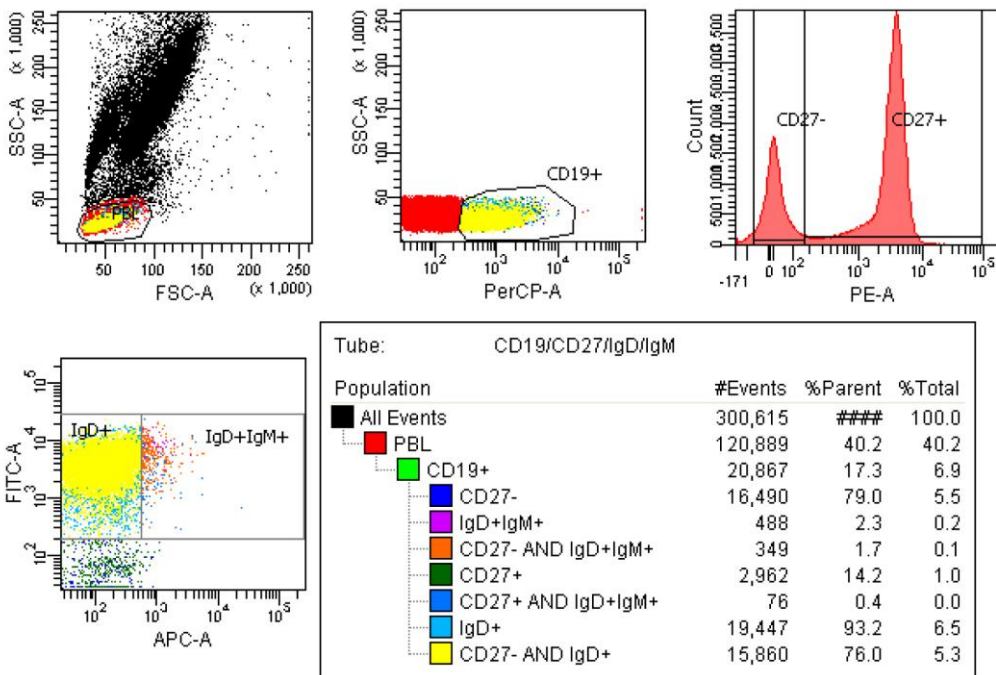 SSC-A
(x 1,000)
250
200
150
100
50
PBL
50 100 150 200 250
FSC-A
(x 1,000)
SSC-A
(x 1,000)
250
200
150
100
50
CD19+
10² 10³ 10⁴ 10⁵
PerCP-A
Count
CD27- CD27+
-171 0 10² 10³ 10⁴ 10⁵
PE-A
FITC-A
10⁵
10⁴
10³
10²
IgD+ IgD+IgM+
10² 10³ 10⁴ 10⁵
APC-A
Tube: CD19/CD27/IgD/IgM
Population #Events %Parent %Total
All Events 300,615 #### 100.0
PBL 120,889 40.2 40.2
CD19+ 20,867 17.3 6.9
CD27- 16,490 79.0 5.5
IgD+IgM+ 488 2.3 0.2
CD27- AND IgD+IgM+ 349 1.7 0.1
CD27+ 2,962 14.2 1.0
CD27+ AND IgD+IgM+ 76 0.4 0.0
IgD+ 19,447 93.2 6.5
CD27- AND IgD+ 15,860 76.0 5.3